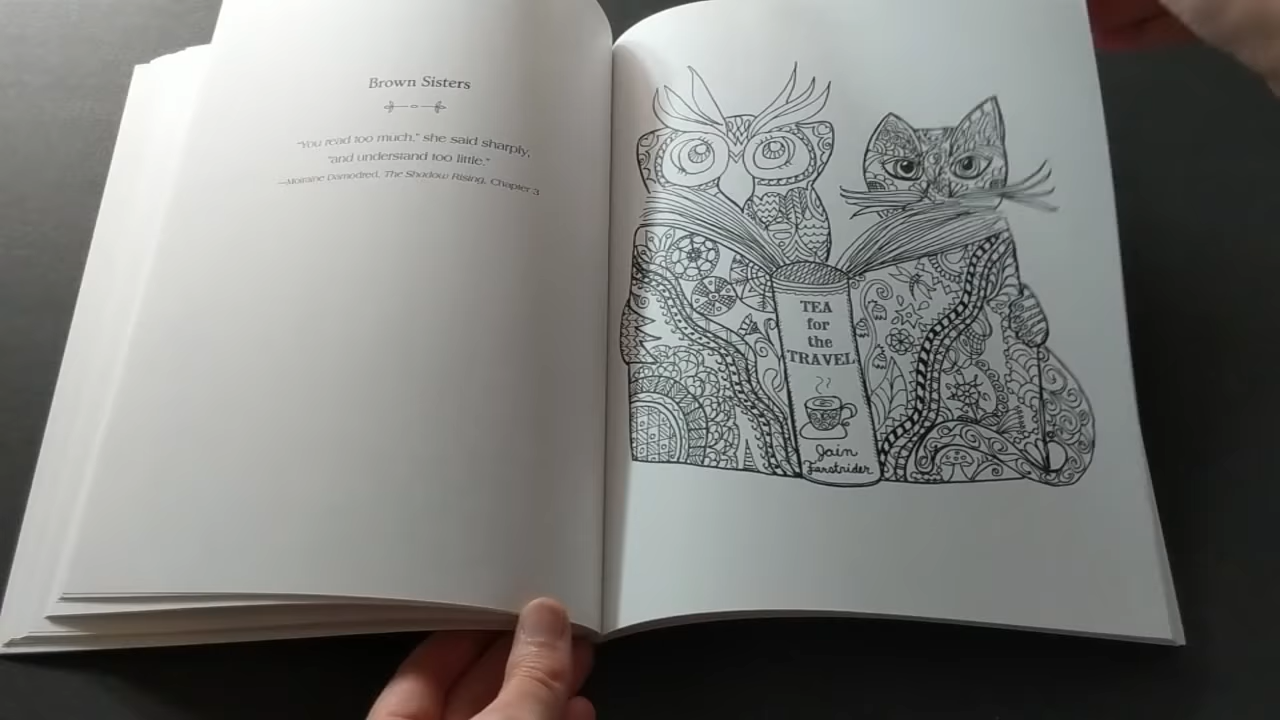 Brown Sisters
"You read too much," she said sharply,
"and understand too little."
—Moiraine Damodred, The Shadow Rising, Chapter 3
TEA
for
the
TRAVEL
Jain
Farstrider